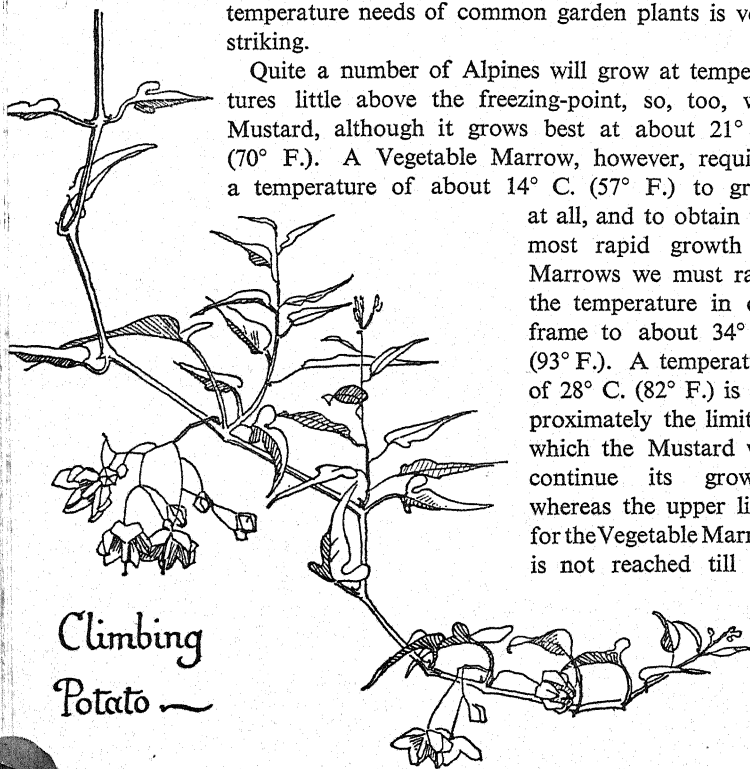 temperature needs of common garden plants is ve
striking.
Quite a number of Alpines will grow at tempe
tures little above the freezing-point, so, too, w
Mustard, although it grows best at about 21°
(70° F.). A Vegetable Marrow, however, requi
a temperature of about 14° C. (57° F.) to gr
at all, and to obtain
most rapid growth
Marrows we must ra
the temperature in
frame to about 34°
(93° F.). A temperat
of 28° C. (82° F.) is
proximately the limit
which the Mustard
continue its grow
whereas the upper li
for the Vegetable Marr
is not reached till
Climbing
Potato